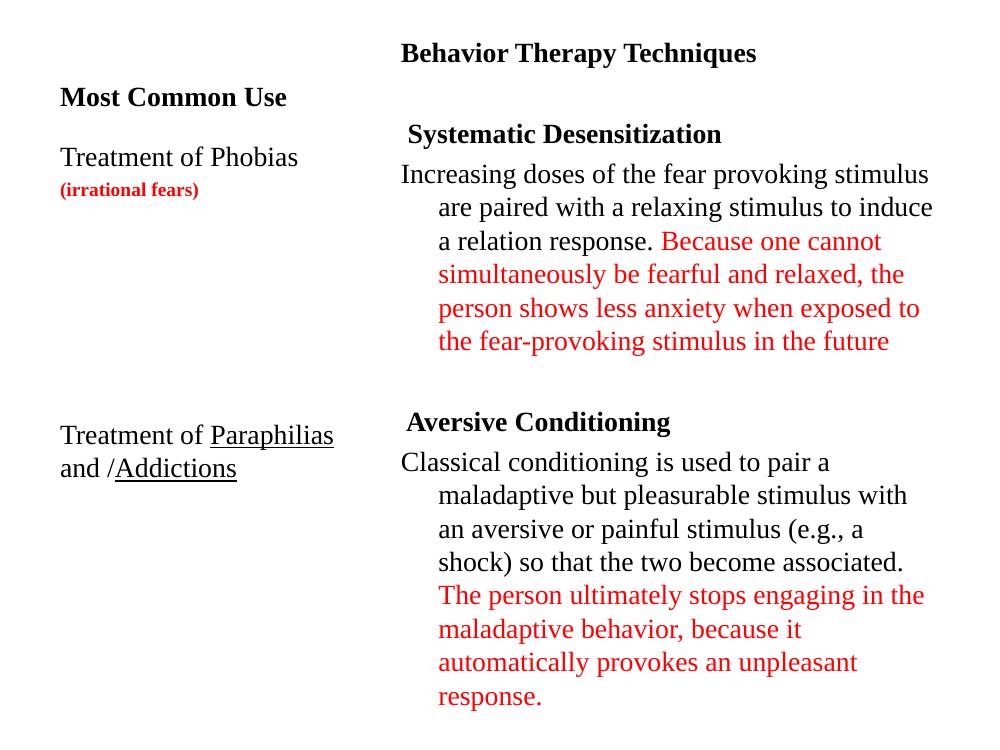 Behavior Therapy Techniques
Most Common Use
Systematic Desensitization
Treatment of Phobias
(irrational fears)
Increasing doses of the fear provoking stimulus
are paired with a relaxing stimulus to induce
a relation response. Because one cannot
simultaneously be fearful and relaxed, the
person shows less anxiety when exposed to
the fear-provoking stimulus in the future
Aversive Conditioning
Treatment of Paraphilias
and /Addictions
Classical conditioning is used to pair a
maladaptive but pleasurable stimulus with
an aversive or painful stimulus (e.g., a
shock) so that the two become associated.
The person ultimately stops engaging in the
maladaptive behavior, because it
automatically provokes an unpleasant
response.